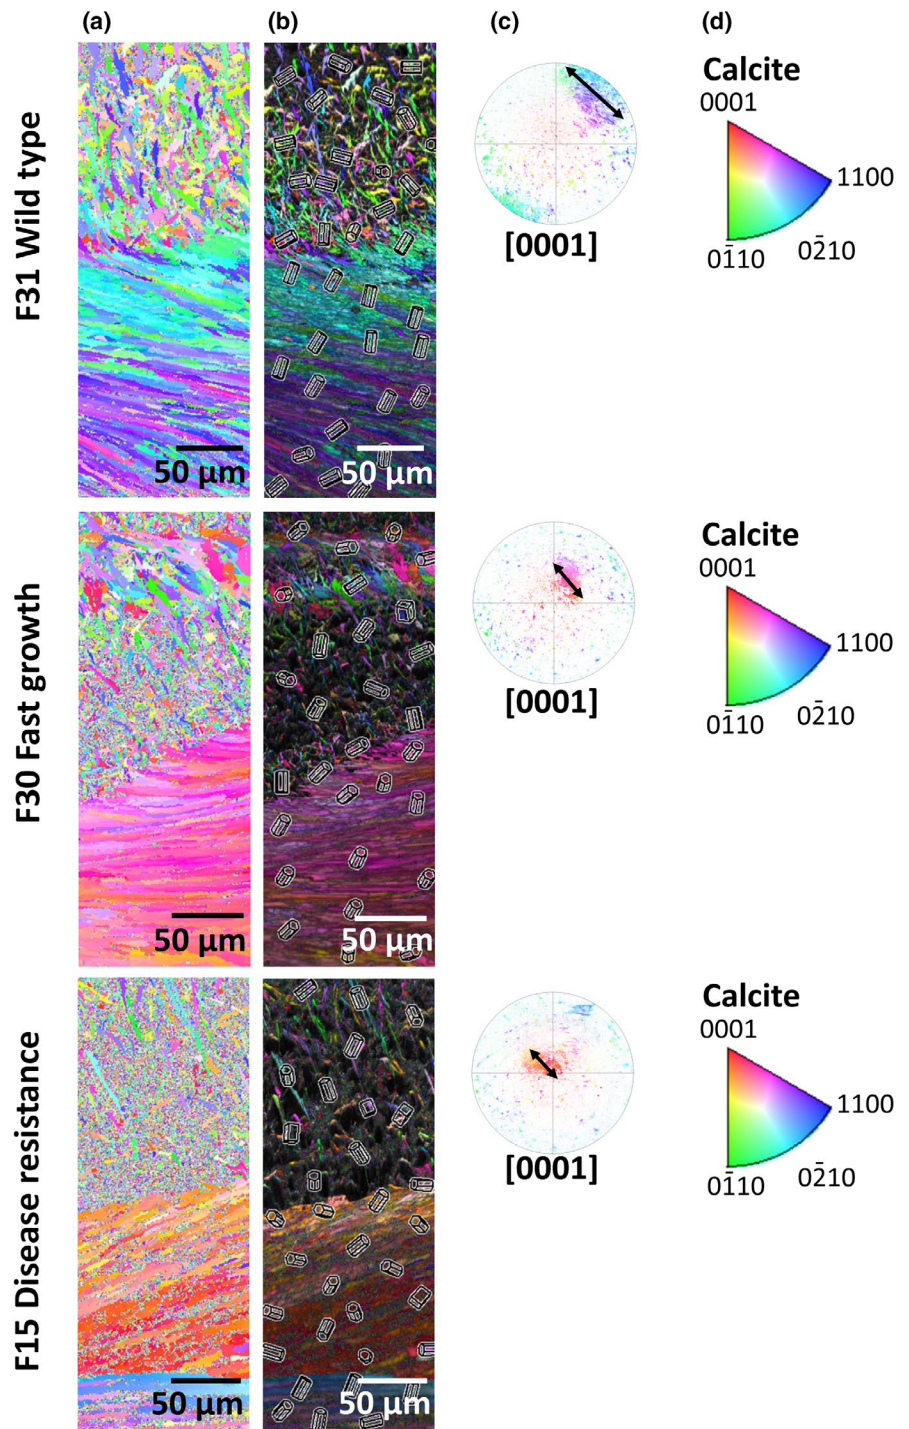 (a) (b) (c) (d)
F31 Wild type
50 µm
50 µm
[0001]
Calcite
0001
1100
01̄10
02̄10
F30 Fast growth
50 µm
50 µm
[0001]
Calcite
0001
1100
01̄10
02̄10
F15 Disease resistance
50 µm
50 µm
[0001]
Calcite
0001
1100
01̄10
02̄10